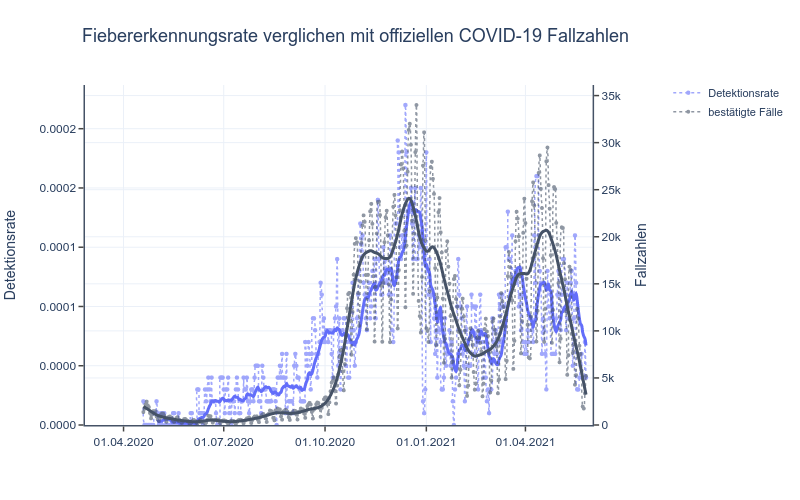 Fiebererkennungsrate verglichen mit offiziellen COVID-19 Fallzahlen
Detektionsrate
bestätigte Fälle
0.0002
0.0002
0.0001
0.0001
0.0000
0.0000
Detektionsrate
35k
30k
25k
20k
15k
10k
5k
0
Fallzahlen
01.04.2020
01.07.2020
01.10.2020
01.01.2021
01.04.2021